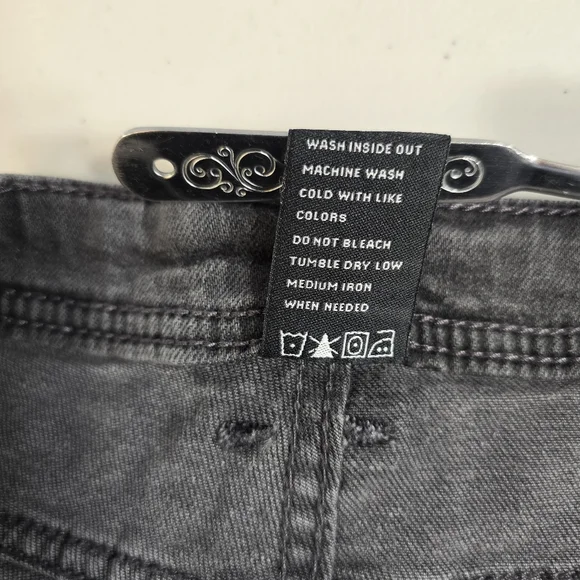 WASH INSIDE OUT
MACHINE WASH
COLD WITH LIKE
COLORS
DO NOT BLEACH
TUMBLE DRY LOW
MEDIUM IRON
WHEN NEEDED